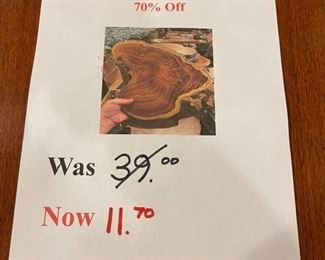 70% Off
Was 39.00
Now 11.70